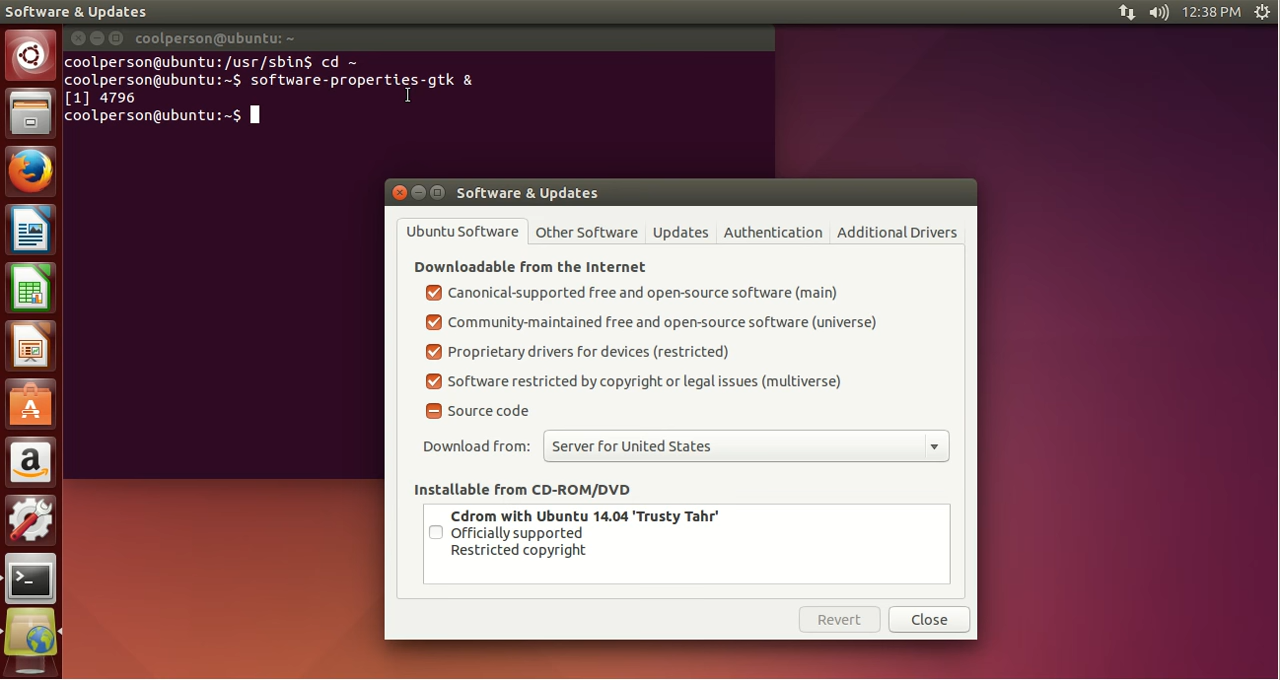 Software & Updates
12:38 PM
coolperson@ubuntu: ~
coolperson@ubuntu:/usr/sbin$ cd ~
coolperson@ubuntu:~$ software-properties-gtk &
[1] 4796
coolperson@ubuntu:~$
Software & Updates
Ubuntu Software Other Software Updates Authentication Additional Drivers
Downloadable from the Internet
Canonical-supported free and open-source software (main)
Community-maintained free and open-source software (universe)
Proprietary drivers for devices (restricted)
Software restricted by copyright or legal issues (multiverse)
Source code
Download from: Server for United States
Installable from CD-ROM/DVD
Cdrom with Ubuntu 14.04 'Trusty Tahr'
Officially supported
Restricted copyright
Revert Close